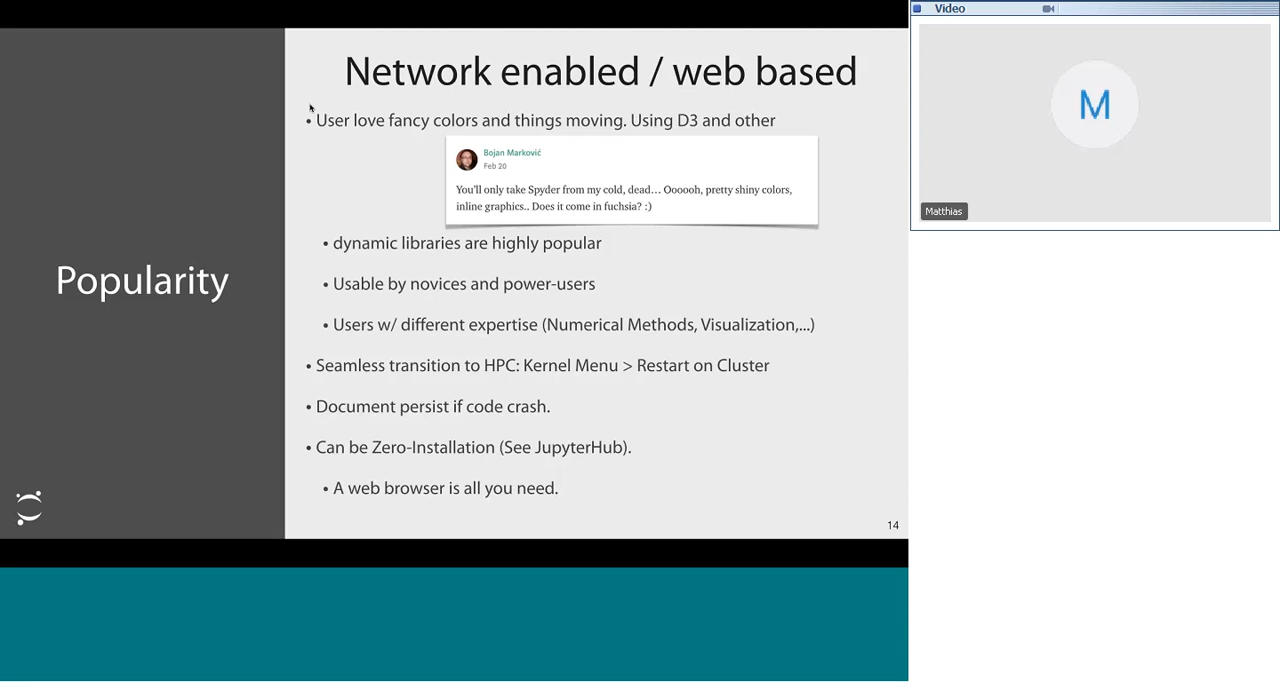 Network enabled / web based
• User love fancy colors and things moving. Using D3 and other
Bojan Marković
Feb 20
You'll only take Spyder from my cold, dead… Oooooh, pretty shiny colors,
inline graphics.. Does it come in fuchsia? :)
• dynamic libraries are highly popular
Popularity
• Usable by novices and power-users
• Users w/ different expertise (Numerical Methods, Visualization,...)
• Seamless transition to HPC: Kernel Menu > Restart on Cluster
• Document persist if code crash.
• Can be Zero-Installation (See JupyterHub).
• A web browser is all you need.
14
Video
M
Matthias